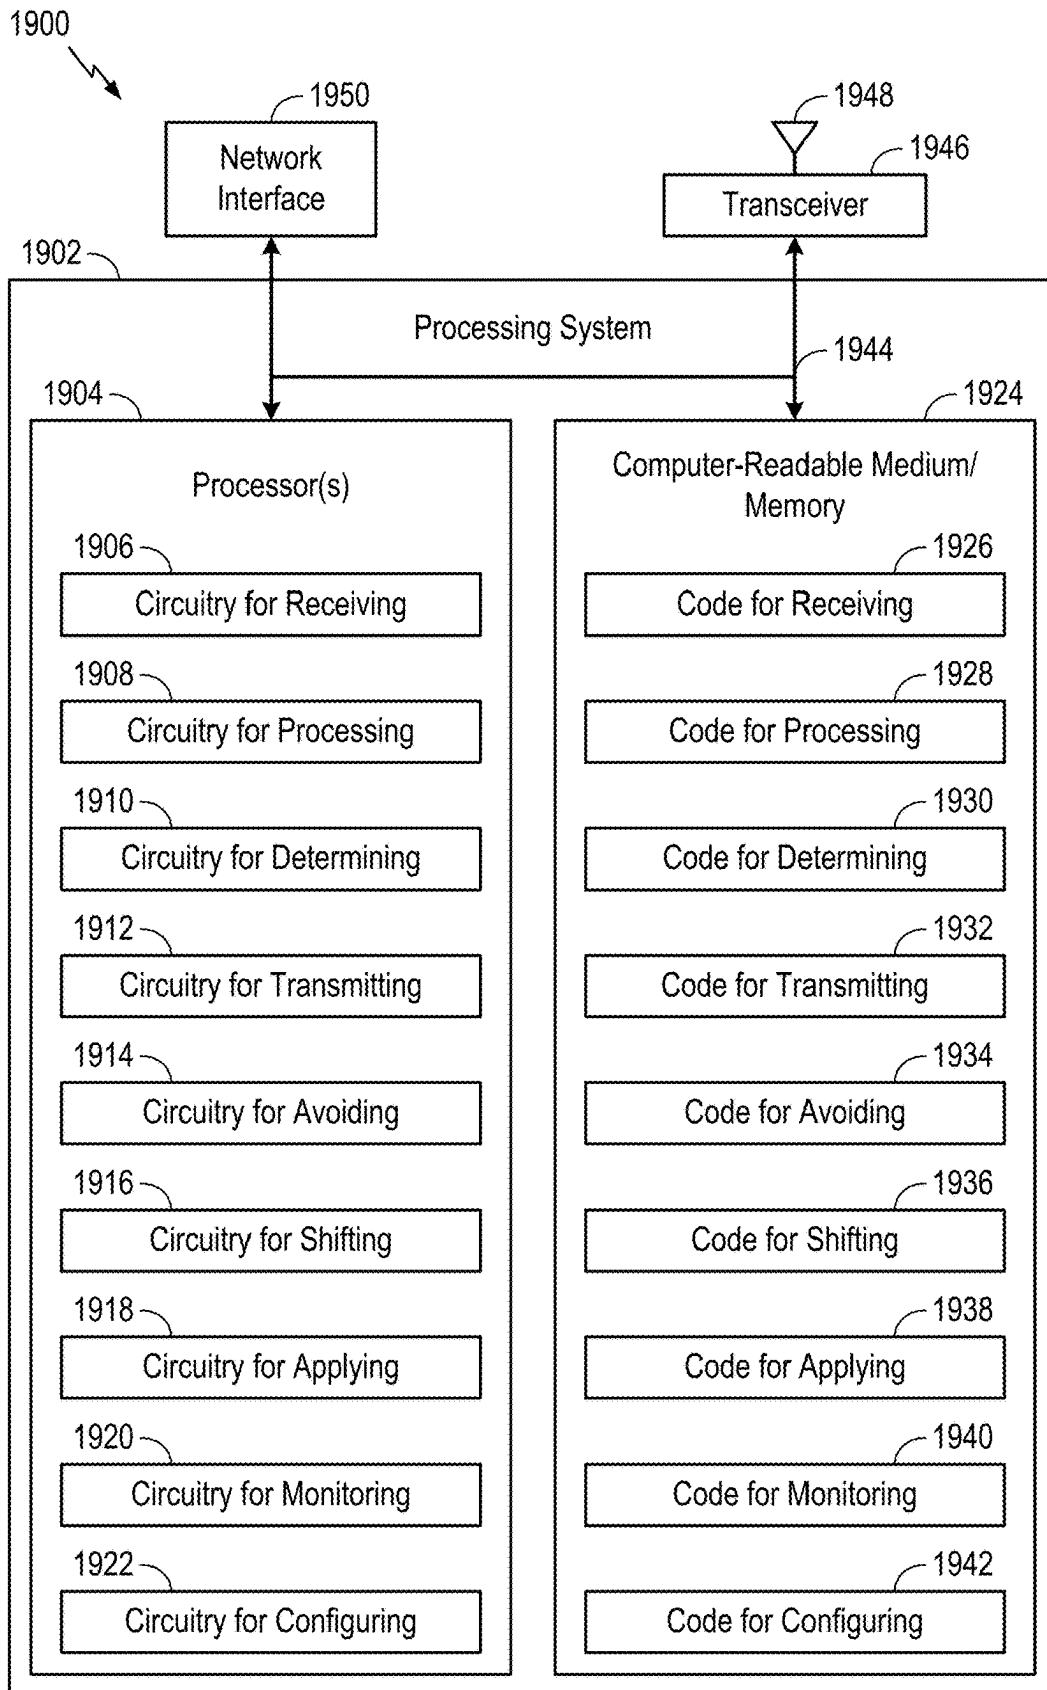 1900
1950
Network
Interface
1948
1946
Transceiver
1902
Processing System
1944
1904
Processor(s)
1906
Circuitry for Receiving
1908
Circuitry for Processing
1910
Circuitry for Determining
1912
Circuitry for Transmitting
1914
Circuitry for Avoiding
1916
Circuitry for Shifting
1918
Circuitry for Applying
1920
Circuitry for Monitoring
1922
Circuitry for Configuring
1924
Computer-Readable Medium/
Memory
1926
Code for Receiving
1928
Code for Processing
1930
Code for Determining
1932
Code for Transmitting
1934
Code for Avoiding
1936
Code for Shifting
1938
Code for Applying
1940
Code for Monitoring
1942
Code for Configuring